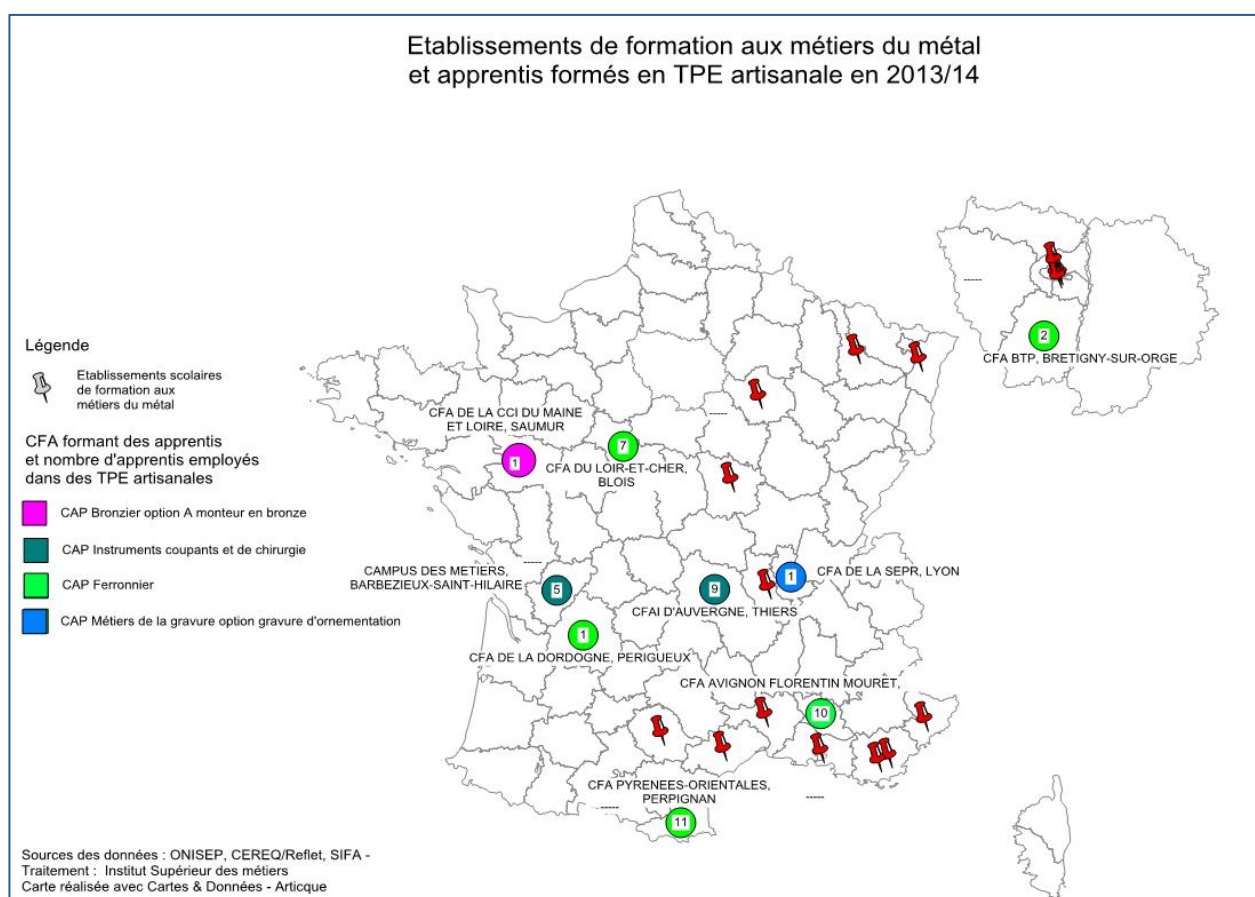 Etablissements de formation aux métiers du métal
et apprentis formés en TPE artisanale en 2013/14
-----
2
CFA BTP, BRETIGNY-SUR-ORGE
Légende
Etablissements scolaires
de formation aux
métiers du métal
CFA formant des apprentis
et nombre d'apprentis employés
dans des TPE artisanales
CAP Bronzier option A monteur en bronze
CAP Instruments coupants et de chirurgie
CAP Ferronnier
CAP Métiers de la gravure option gravure d'ornementation
-----
CFA DE LA CCI DU MAINE
ET LOIRE, SAUMUR
1
7
CFA DU LOIR-ET-CHER,
BLOIS
-----
CAMPUS DES METIERS,
BARBEZIEUX-SAINT-HILAIRE
5
9
CFAI D'AUVERGNE, THIERS
1
CFA DE LA SEPR, LYON
1
CFA DE LA DORDOGNE, PERIGUEUX
CFA AVIGNON FLORENTIN MOURET,
10
CFA PYRENEES-ORIENTALES,
PERPIGNAN
-----
-----
11
Sources des données : ONISEP, CEREQ/Reflet, SIFA -
Traitement : Institut Supérieur des métiers
Carte réalisée avec Cartes & Données - Articque